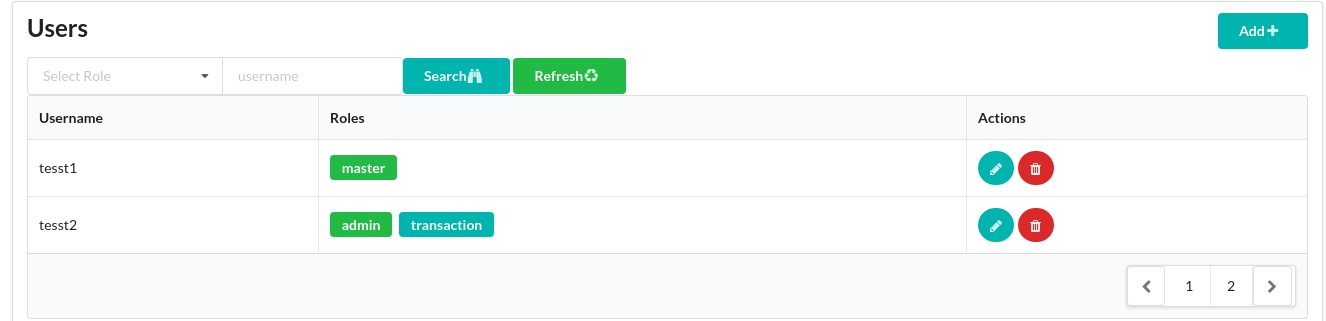 Users
Add
Select Role username Search Refresh
Username Roles Actions
tesst1 master
tesst2 admin transaction
1 2